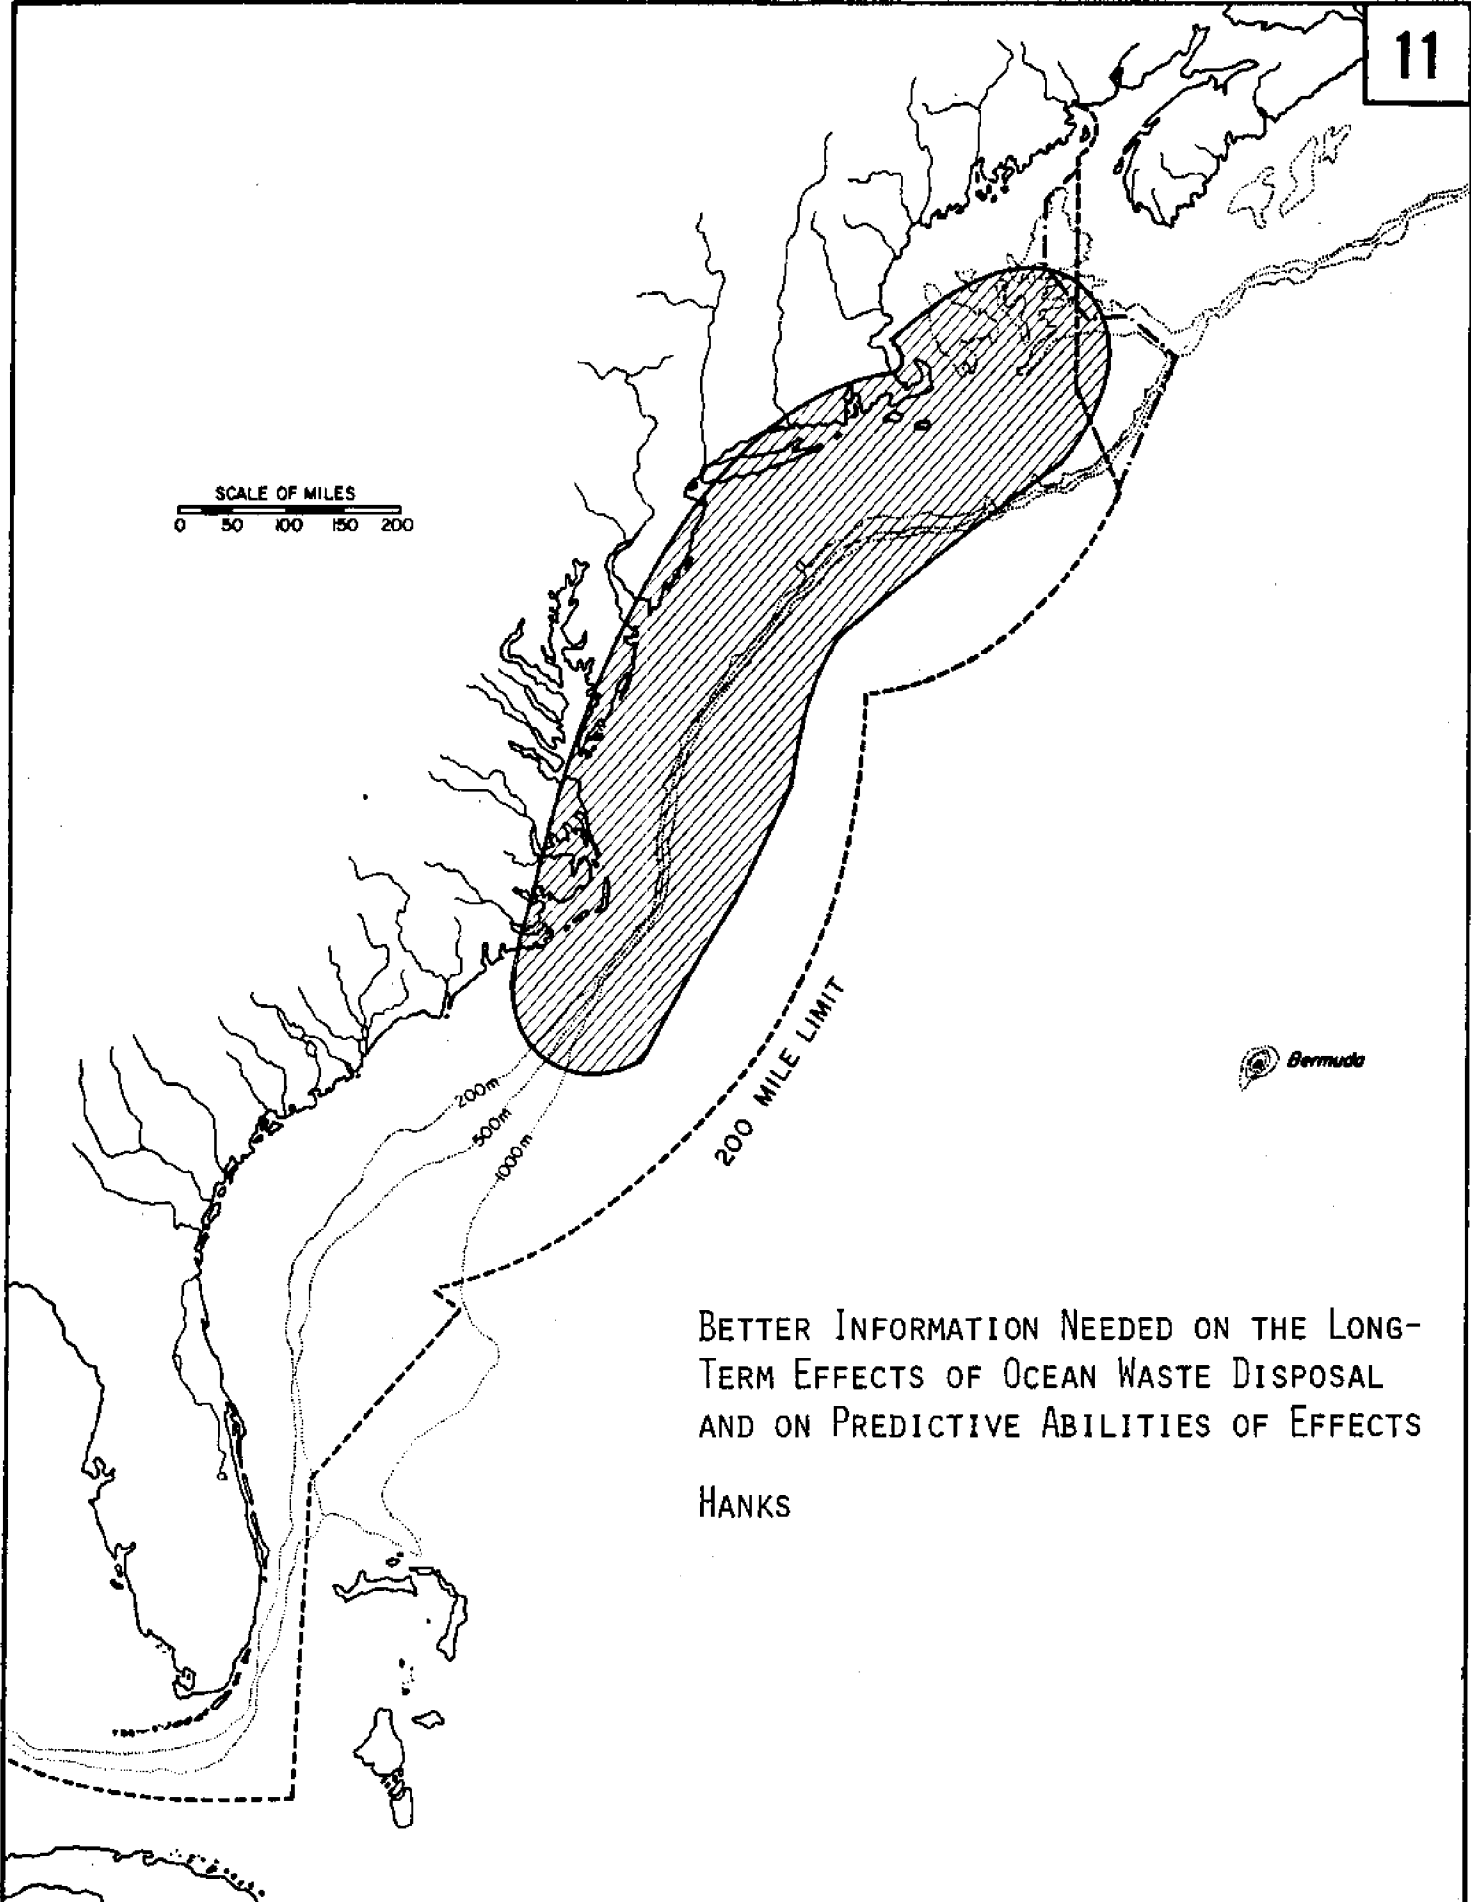 11
SCALE OF MILES
0 50 100 150 200
200 MILE LIMIT
Bermuda
200m
500m
1000m
BETTER INFORMATION NEEDED ON THE LONG-
TERM EFFECTS OF OCEAN WASTE DISPOSAL
AND ON PREDICTIVE ABILITIES OF EFFECTS
HANKS